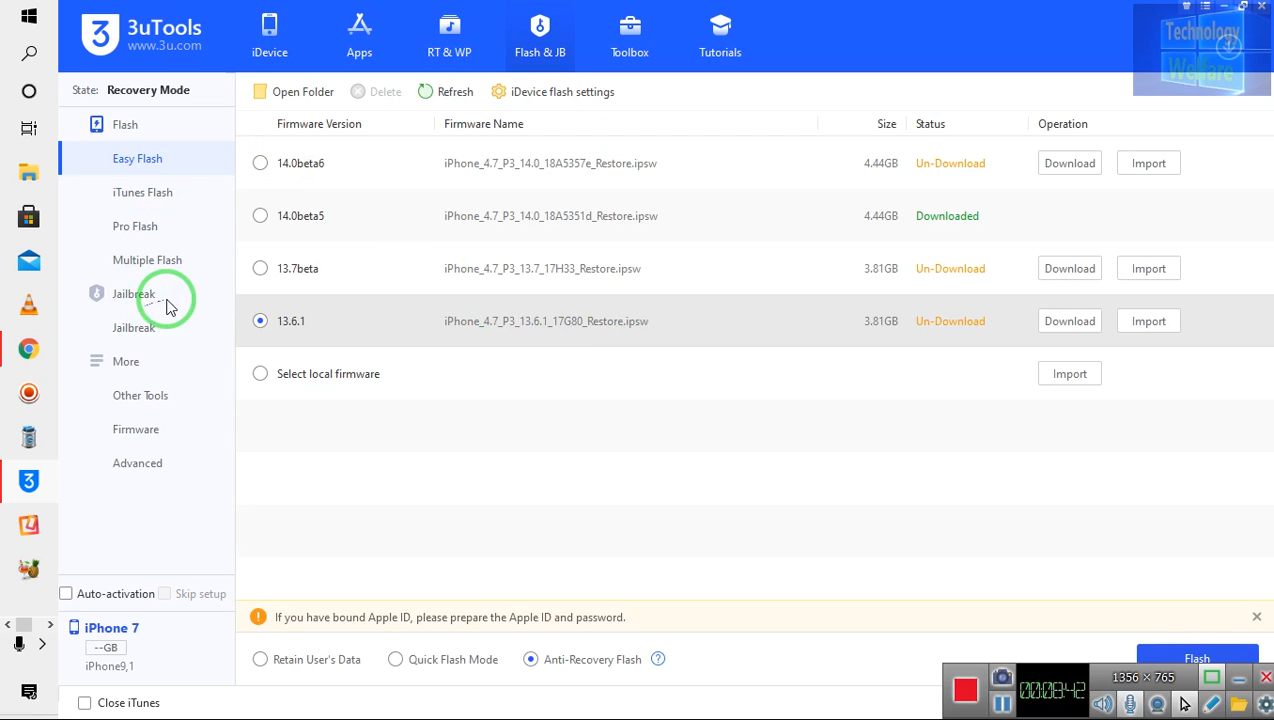 3uTools
www.3u.com
iDevice
Apps
RT & WP
Flash & JB
Toolbox
Tutorials
Technology
Welfare
State: Recovery Mode
Open Folder
Delete
Refresh
iDevice flash settings
Flash
Easy Flash
iTunes Flash
Pro Flash
Multiple Flash
Jailbreak
Jailbreak
More
Other Tools
Firmware
Advanced
Firmware Version Firmware Name Size Status Operation
14.0beta6 iPhone_4.7_P3_14.0_18A5357e_Restore.ipsw 4.44GB Un-Download Download Import
14.0beta5 iPhone_4.7_P3_14.0_18A5351d_Restore.ipsw 4.44GB Downloaded
13.7beta iPhone_4.7_P3_13.7_17H33_Restore.ipsw 3.81GB Un-Download Download Import
13.6.1 iPhone_4.7_P3_13.6.1_17G80_Restore.ipsw 3.81GB Un-Download Download Import
Select local firmware Import
Auto-activation Skip setup
iPhone 7
--GB
iPhone9,1
If you have bound Apple ID, please prepare the Apple ID and password.
Retain User's Data Quick Flash Mode Anti-Recovery Flash Flash
Close iTunes
00:08:42
1356 × 765